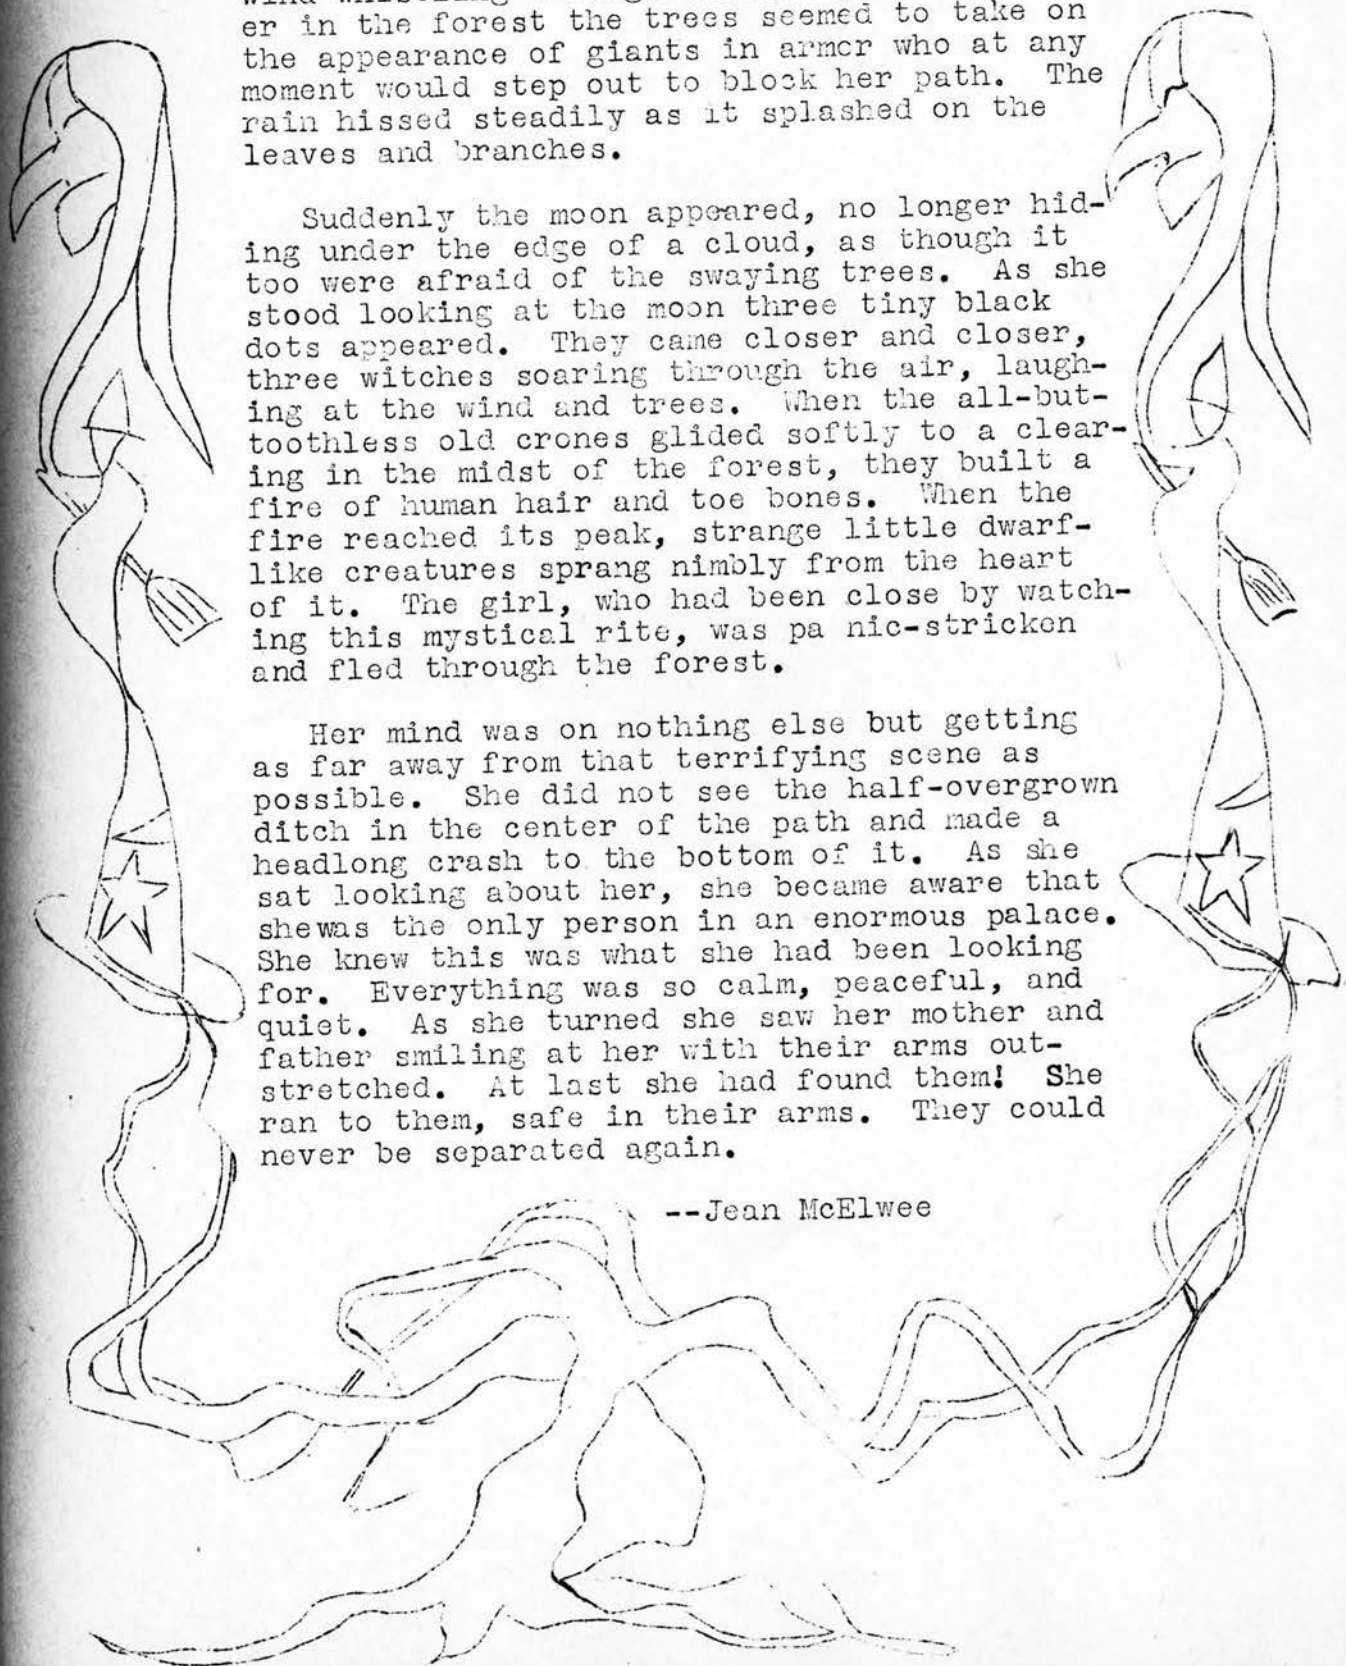 er in the forest the trees seemed to take on
the appearance of giants in armor who at any
moment would step out to block her path.  The
rain hissed steadily as it splashed on the
leaves and branches.

Suddenly the moon appeared, no longer hid-
ing under the edge of a cloud, as though it
too were afraid of the swaying trees.  As she
stood looking at the moon three tiny black
dots appeared.  They came closer and closer,
three witches soaring through the air, laugh-
ing at the wind and trees.  When the all-but-
toothless old crones glided softly to a clear-
ing in the midst of the forest, they built a
fire of human hair and toe bones.  When the
fire reached its peak, strange little dwarf-
like creatures sprang nimbly from the heart
of it.  The girl, who had been close by watch-
ing this mystical rite, was pa nic-stricken
and fled through the forest.

Her mind was on nothing else but getting
as far away from that terrifying scene as
possible.  She did not see the half-overgrown
ditch in the center of the path and made a
headlong crash to the bottom of it.  As she
sat looking about her, she became aware that
shewas the only person in an enormous palace.
She knew this was what she had been looking
for.  Everything was so calm, peaceful, and
quiet.  As she turned she saw her mother and
father smiling at her with their arms out-
stretched.  At last she had found them!  She
ran to them, safe in their arms.  They could
never be separated again.

--Jean McElwee